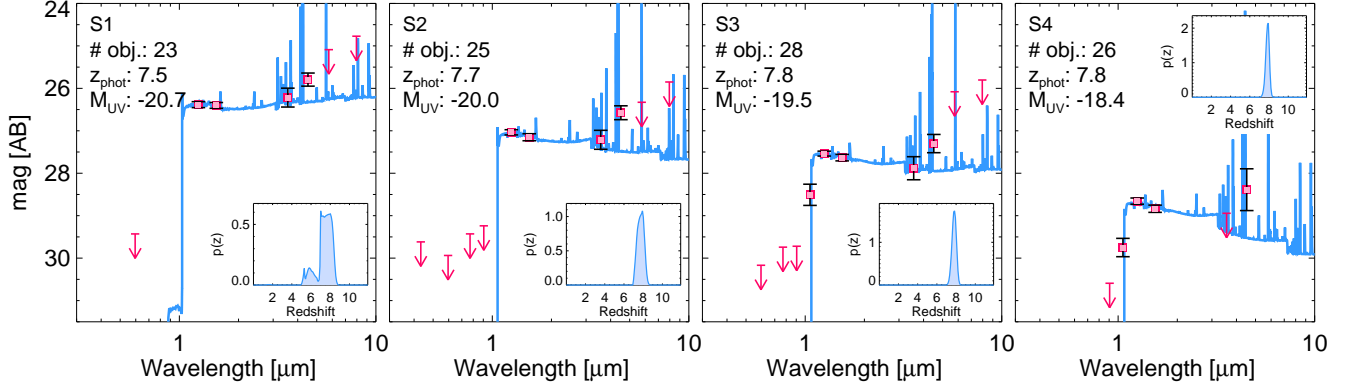 S1
# obj.: 23
z_phot: 7.5
M_UV: -20.7
S2
# obj.: 25
z_phot: 7.7
M_UV: -20.0
S3
# obj.: 28
z_phot: 7.8
M_UV: -19.5
S4
# obj.: 26
z_phot: 7.8
M_UV: -18.4
mag [AB]
24
26
28
30
p(z)
0.5
0.0
2 4 6 8 10
Redshift
p(z)
1.0
0.5
0.0
2 4 6 8 10
Redshift
p(z)
1
0
2 4 6 8 10
Redshift
p(z)
2
1
0
2 4 6 8 10
Redshift
1 10
Wavelength [μm]
1 10
Wavelength [μm]
1 10
Wavelength [μm]
1 10
Wavelength [μm]